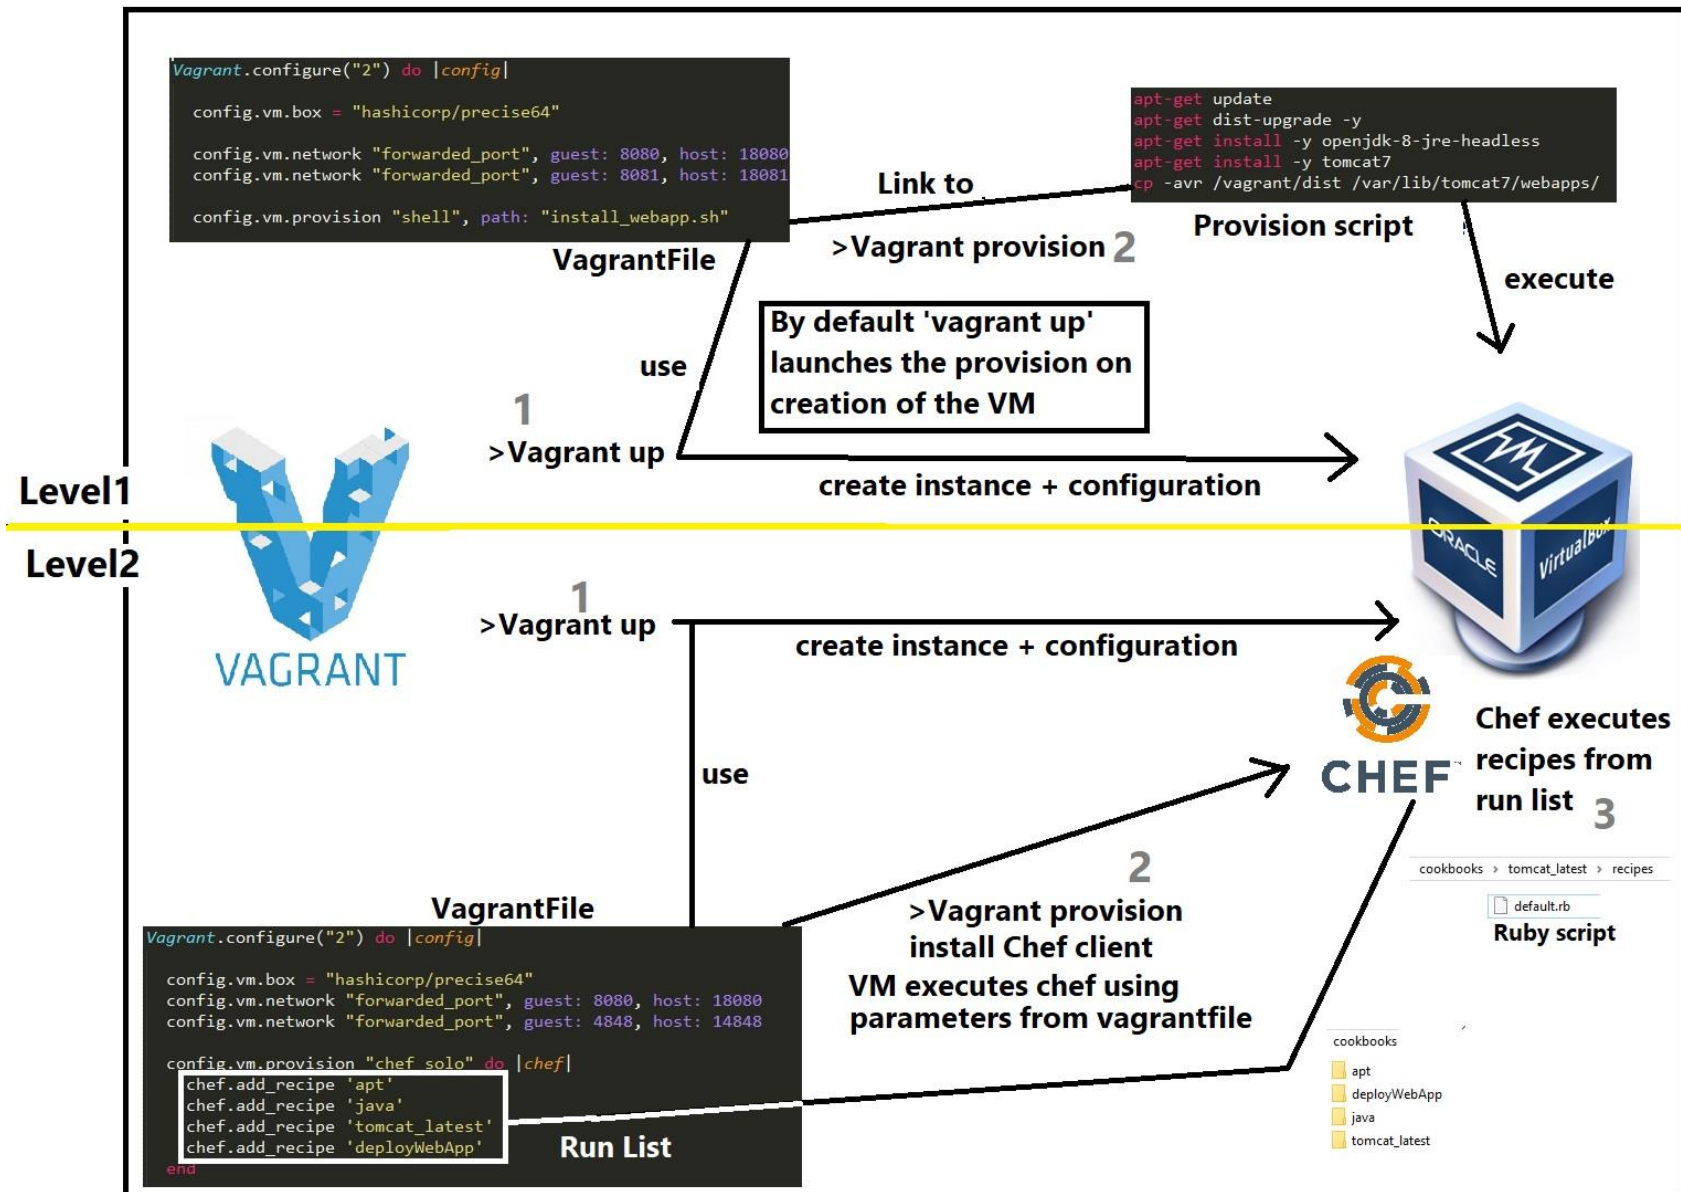 Vagrant.configure("2") do |config|
config.vm.box = "hashicorp/precise64"
config.vm.network "forwarded_port", guest: 8080, host: 18080
config.vm.network "forwarded_port", guest: 8081, host: 18081
config.vm.provision "shell", path: "install_webapp.sh"
VagrantFile
Link to
>Vagrant provision 2
apt-get update
apt-get dist-upgrade -y
apt-get install -y openjdk-8-jre-headless
apt-get install -y tomcat7
cp -avr /vagrant/dist /var/lib/tomcat7/webapps/
Provision script
execute
use
By default 'vagrant up'
launches the provision on
creation of the VM
1
>Vagrant up
create instance + configuration
Level1
Level2
VAGRANT
ORACLE
VirtualBox
1
>Vagrant up
create instance + configuration
use
CHEF
Chef executes
recipes from
run list 3
cookbooks > tomcat_latest > recipes
default.rb
Ruby script
2
>Vagrant provision
install Chef client
VM executes chef using
parameters from vagrantfile
VagrantFile
Vagrant.configure("2") do |config|
config.vm.box = "hashicorp/precise64"
config.vm.network "forwarded_port", guest: 8080, host: 18080
config.vm.network "forwarded_port", guest: 4848, host: 14848
config.vm.provision "chef_solo" do |chef|
chef.add_recipe 'apt'
chef.add_recipe 'java'
chef.add_recipe 'tomcat_latest'
chef.add_recipe 'deployWebApp'
end
Run List
cookbooks
apt
deployWebApp
java
tomcat_latest